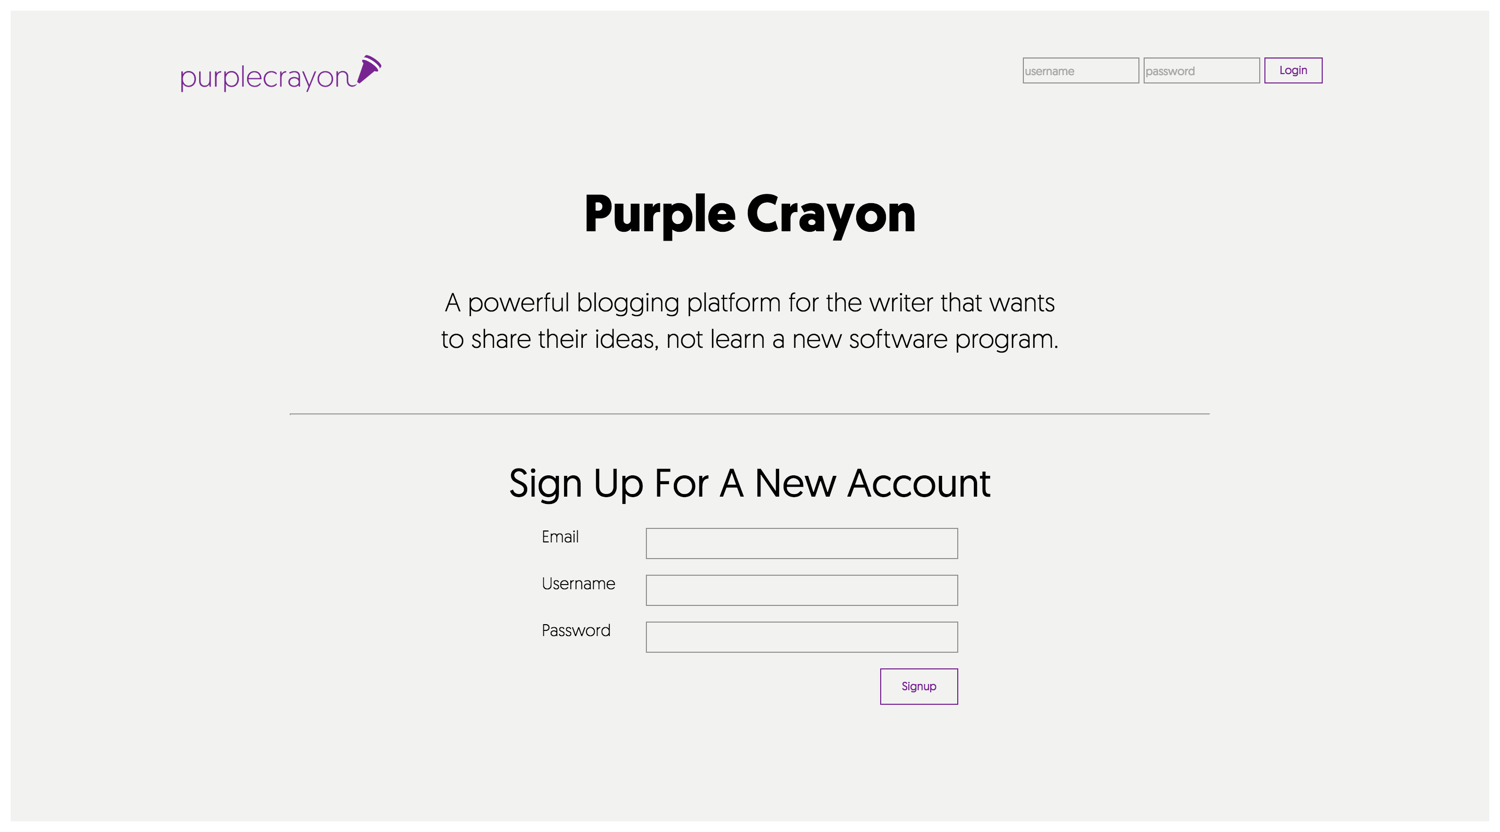 purplecrayon
username password Login
Purple Crayon
A powerful blogging platform for the writer that wants
to share their ideas, not learn a new software program.
Sign Up For A New Account
Email
Username
Password
Signup